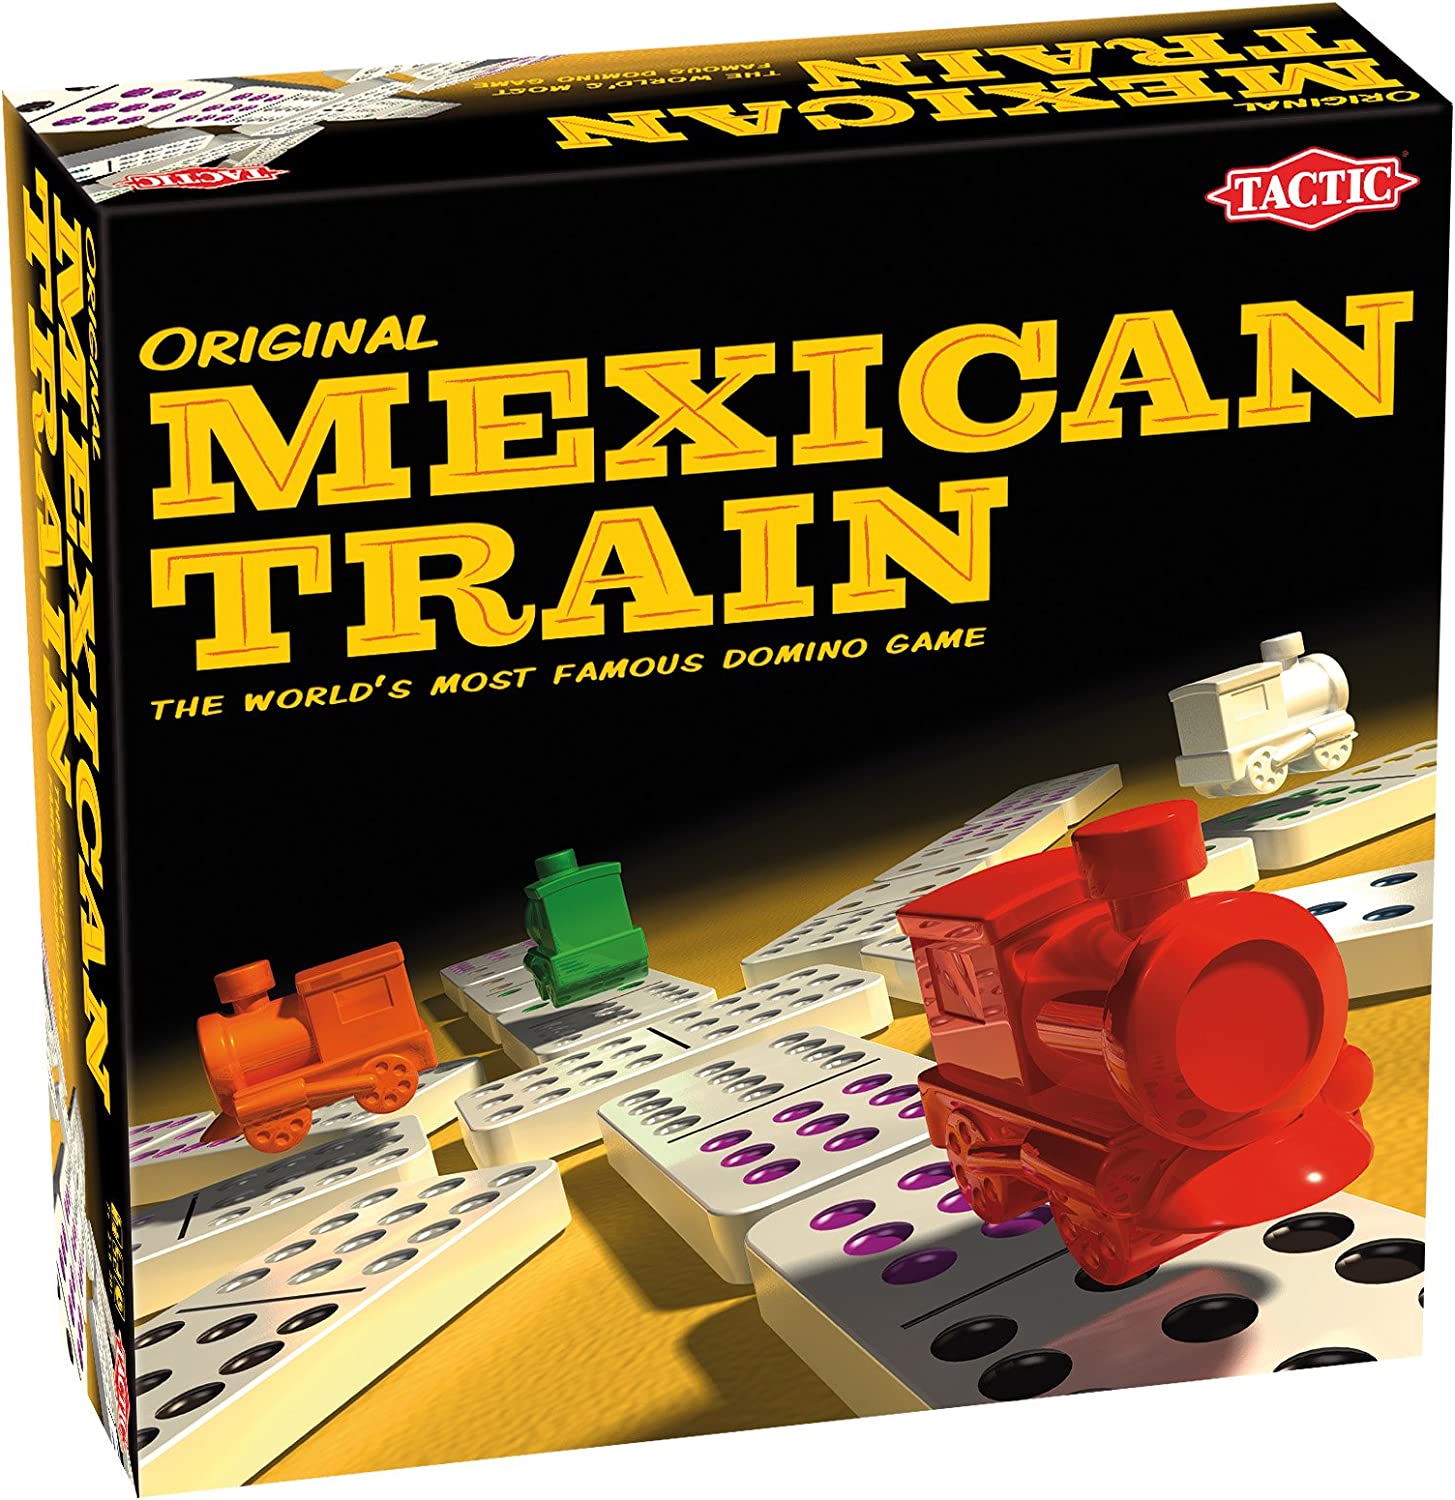 ORIGINAL
MEXICAN
TRAIN
THE WORLD'S MOST
FAMOUS DOMINO GAME
TACTIC
TACTIC
ORIGINAL
MEXICAN
TRAIN
THE WORLD'S MOST FAMOUS DOMINO GAME
ORIGINAL
MEXICAN
TRAIN
TACTIC